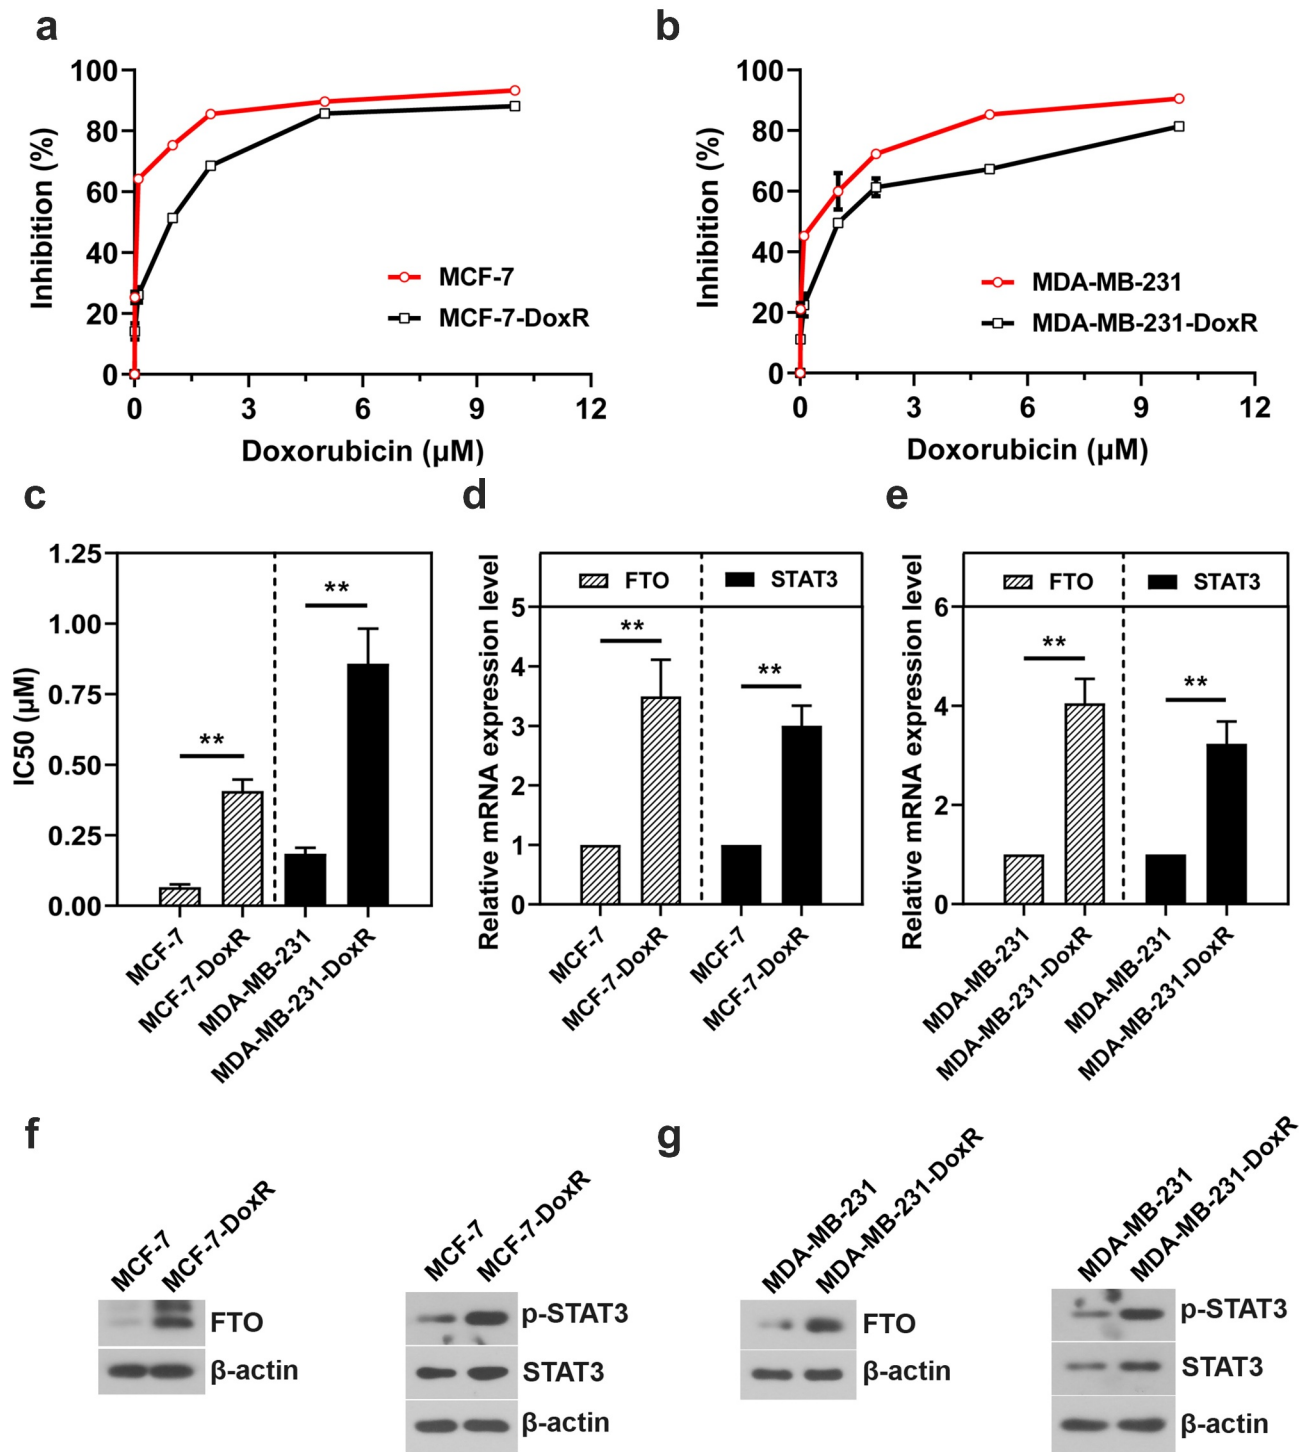 a
100
80
60
40
20
0
Inhibition (%)
MCF-7
MCF-7-DoxR
0 3 6 9 12
Doxorubicin (μM)
b
100
80
60
40
20
0
Inhibition (%)
MDA-MB-231
MDA-MB-231-DoxR
0 3 6 9 12
Doxorubicin (μM)
c
1.25
1.00
0.75
0.50
0.25
0.00
IC50 (μM)
**
**
MCF-7
MCF-7-DoxR
MDA-MB-231
MDA-MB-231-DoxR
d
Relative mRNA expression level
FTO STAT3
5
4
3
2
1
0
**
**
MCF-7
MCF-7-DoxR
MCF-7
MCF-7-DoxR
e
Relative mRNA expression level
FTO STAT3
6
4
2
0
**
**
MDA-MB-231
MDA-MB-231-DoxR
MDA-MB-231
MDA-MB-231-DoxR
f
MCF-7
MCF-7-DoxR
FTO
β-actin
MCF-7
MCF-7-DoxR
p-STAT3
STAT3
β-actin
g
MDA-MB-231
MDA-MB-231-DoxR
FTO
β-actin
MDA-MB-231
MDA-MB-231-DoxR
p-STAT3
STAT3
β-actin